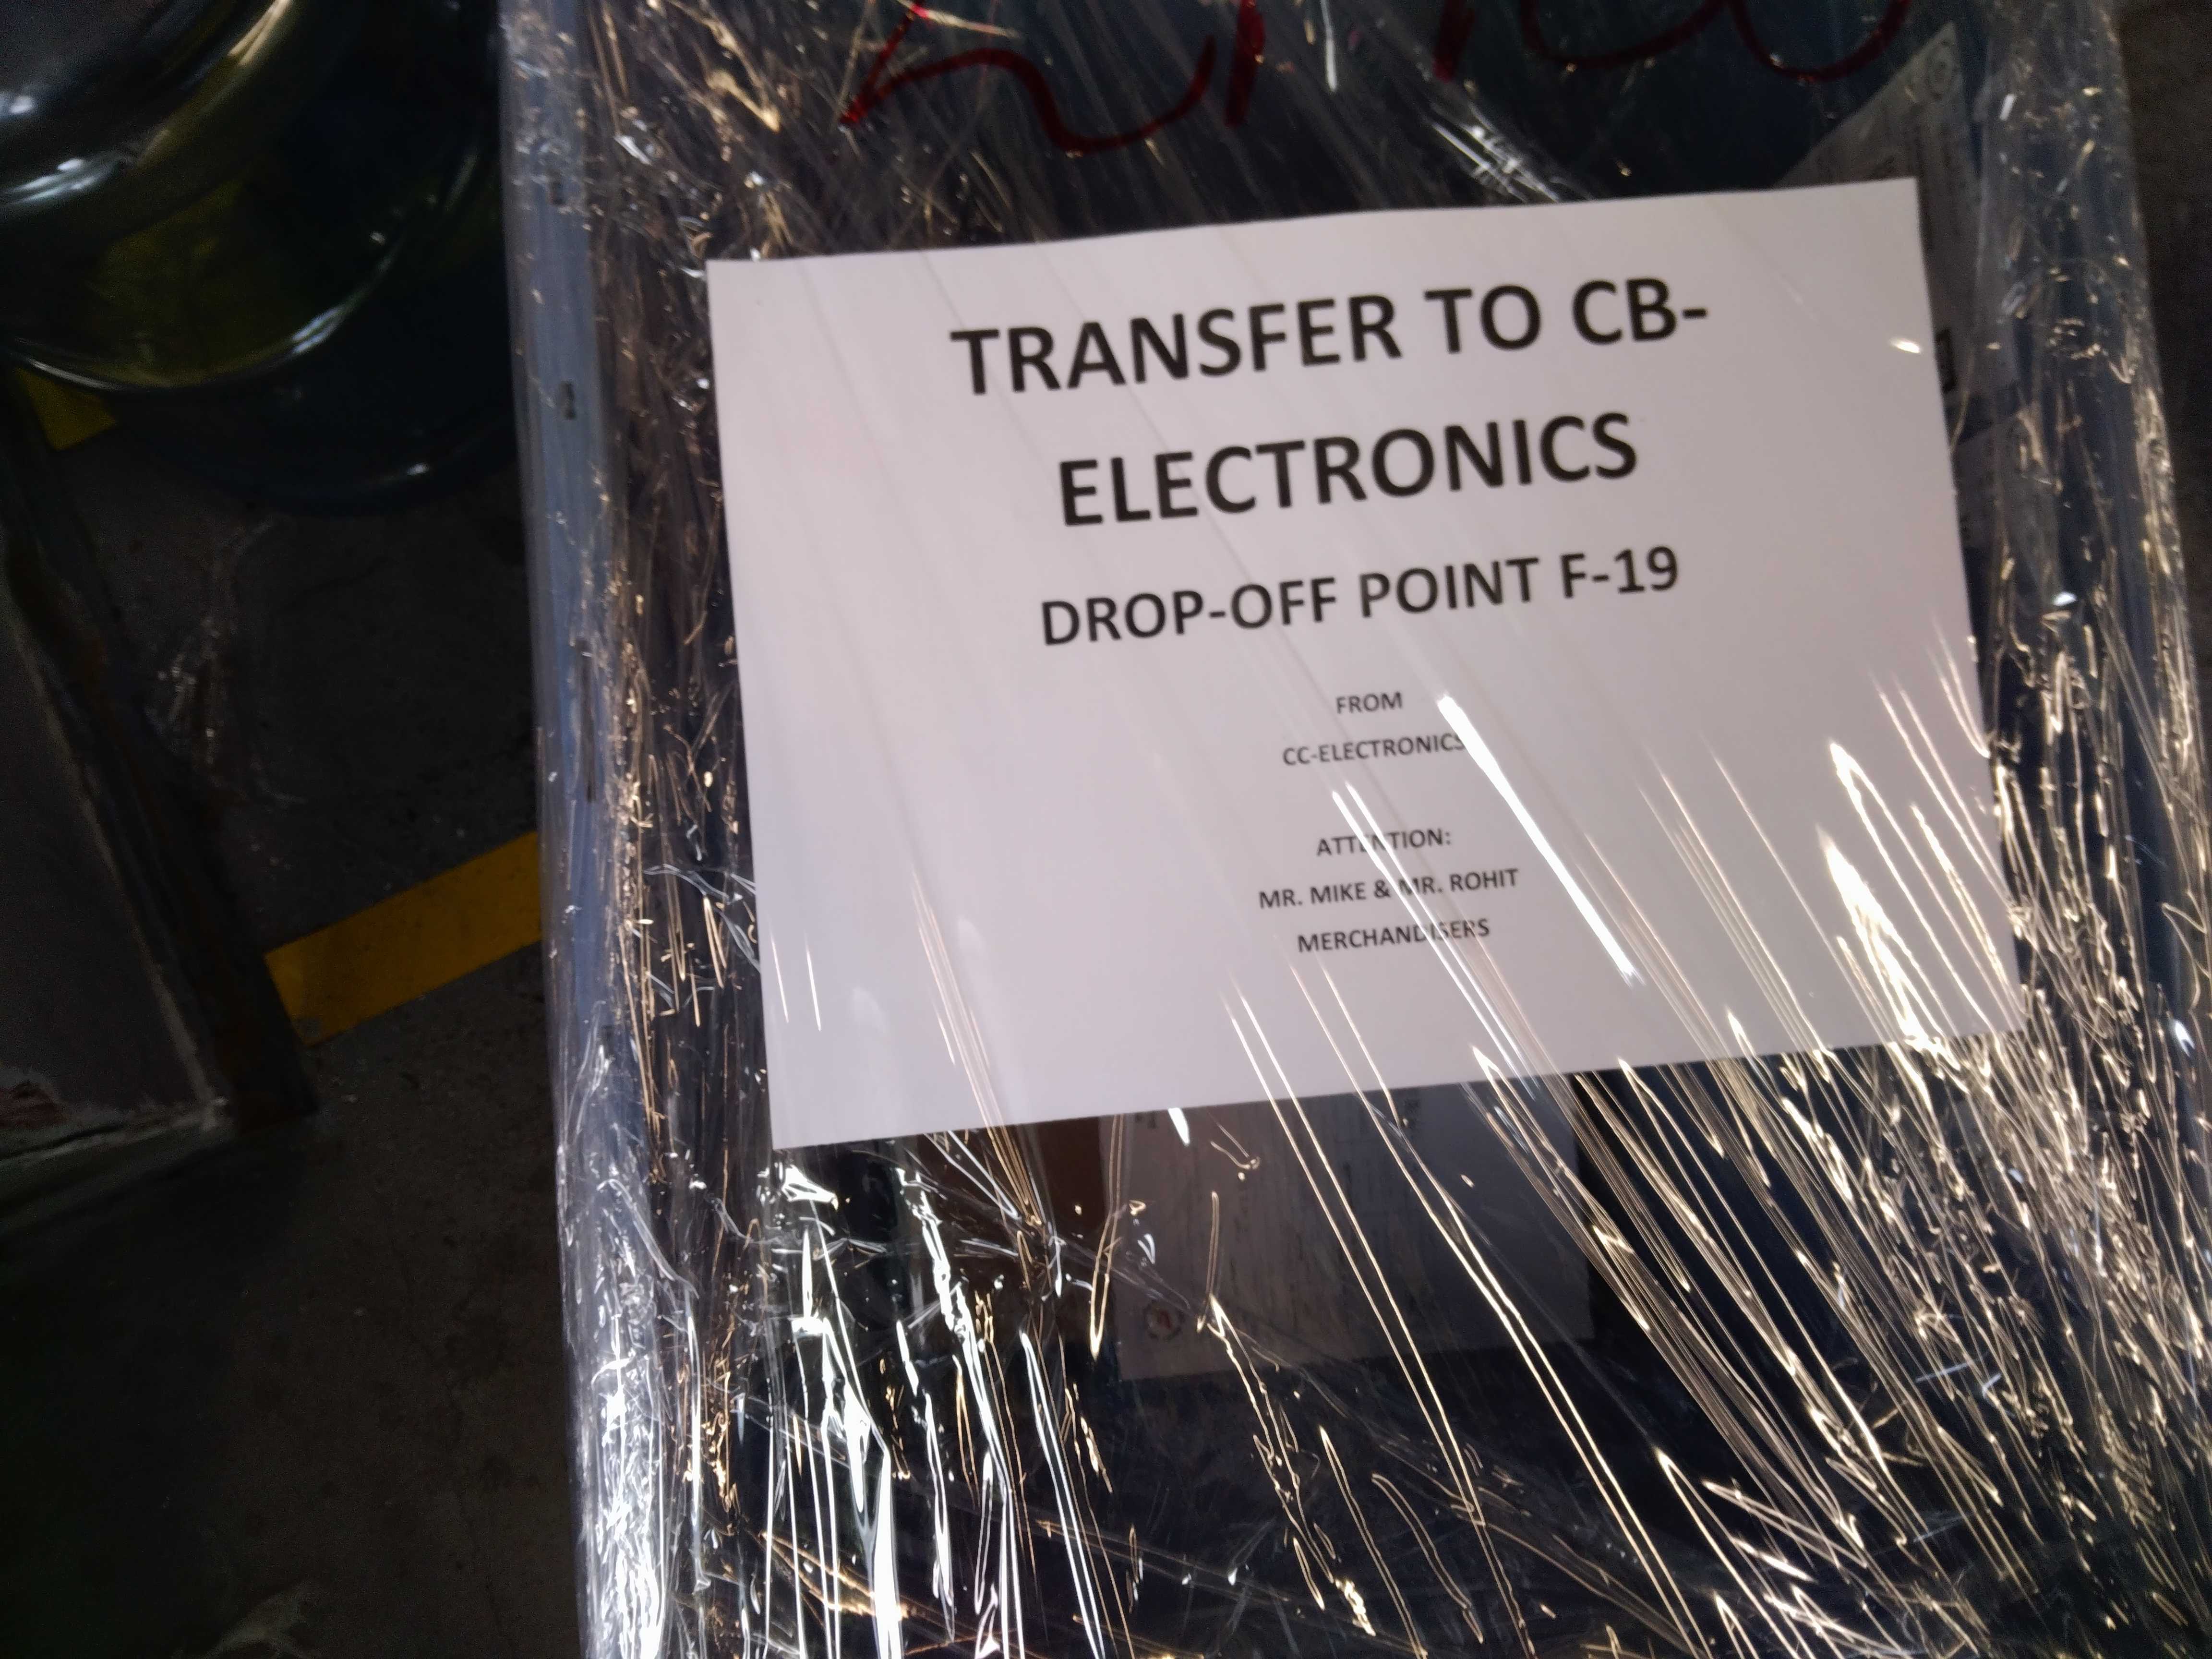 TRANSFER TO CB-
ELECTRONICS
DROP-OFF POINT F-19
FROM
CC-ELECTRONICS
ATTENTION:
MR. MIKE & MR. ROHIT
MERCHANDISERS